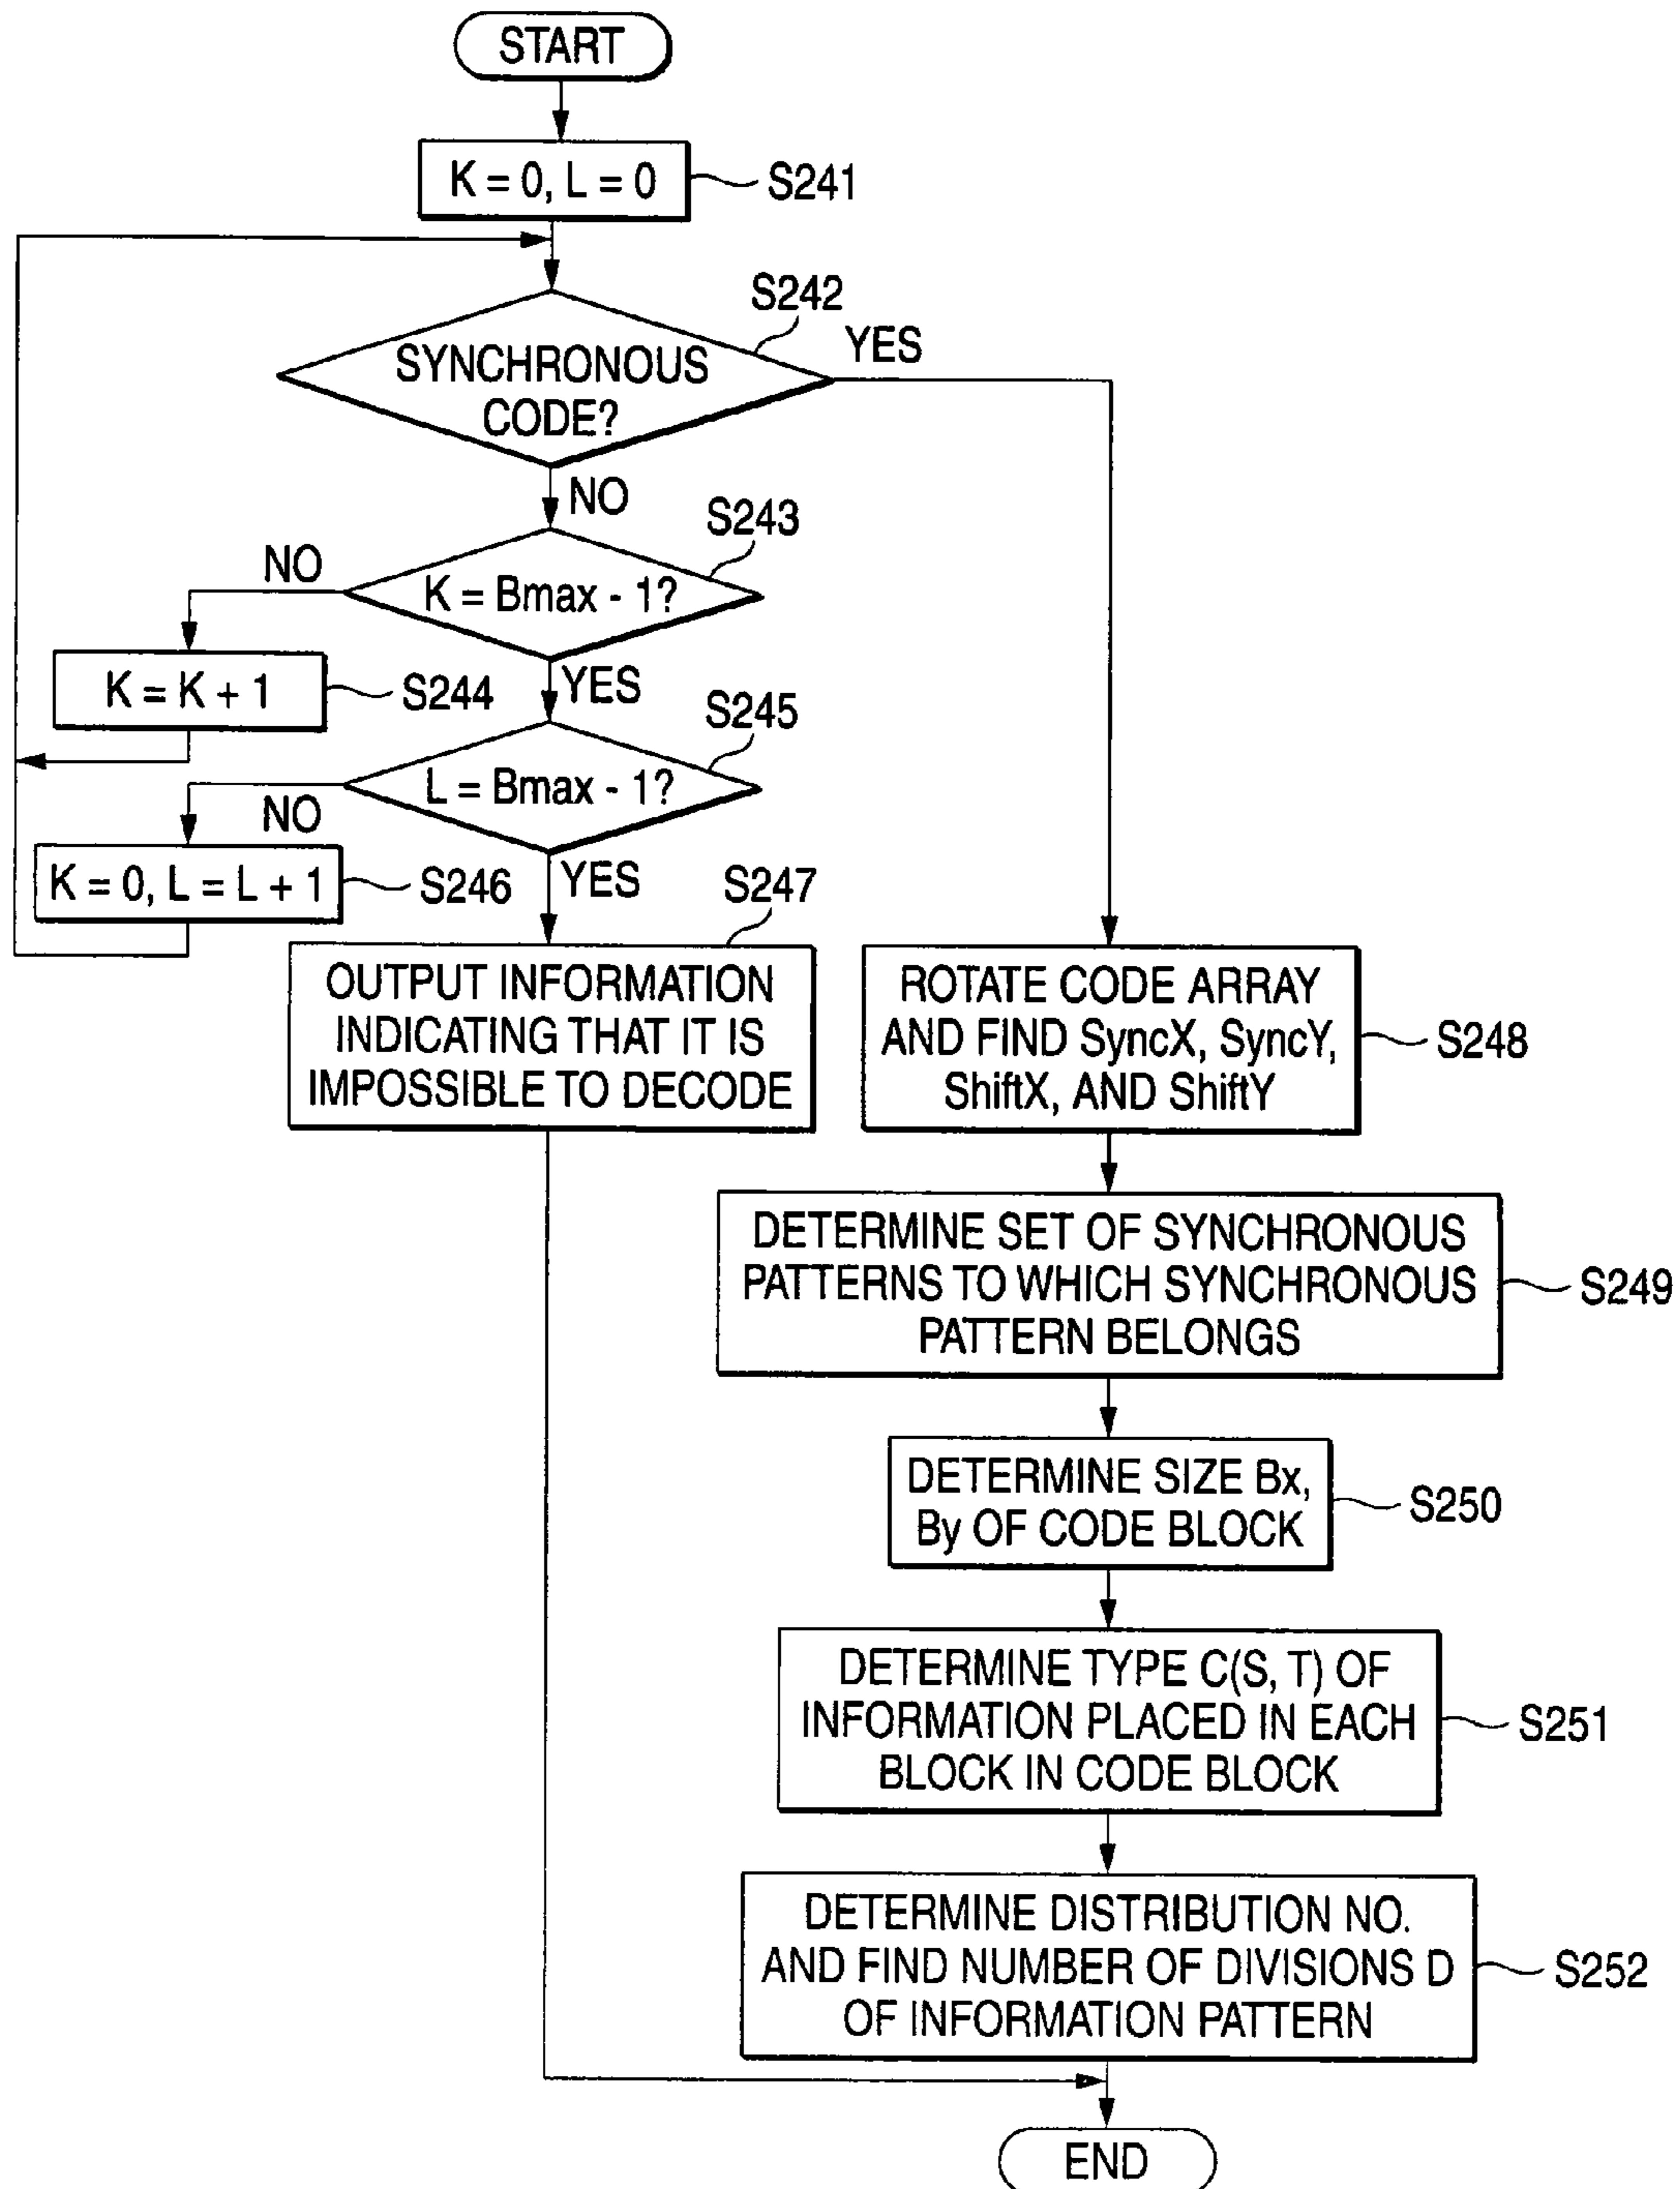 START
K = 0, L = 0
S241
S242
SYNCHRONOUS
CODE?
YES
NO
S243
K = Bmax - 1?
NO
K = K + 1
S244
YES
S245
L = Bmax - 1?
NO
K = 0, L = L + 1
S246
YES
S247
OUTPUT INFORMATION
INDICATING THAT IT IS
IMPOSSIBLE TO DECODE
ROTATE CODE ARRAY
AND FIND SyncX, SyncY,
ShiftX, AND ShiftY
S248
DETERMINE SET OF SYNCHRONOUS
PATTERNS TO WHICH SYNCHRONOUS
PATTERN BELONGS
S249
DETERMINE SIZE Bx,
By OF CODE BLOCK
S250
DETERMINE TYPE C(S, T) OF
INFORMATION PLACED IN EACH
BLOCK IN CODE BLOCK
S251
DETERMINE DISTRIBUTION NO.
AND FIND NUMBER OF DIVISIONS D
OF INFORMATION PATTERN
S252
END